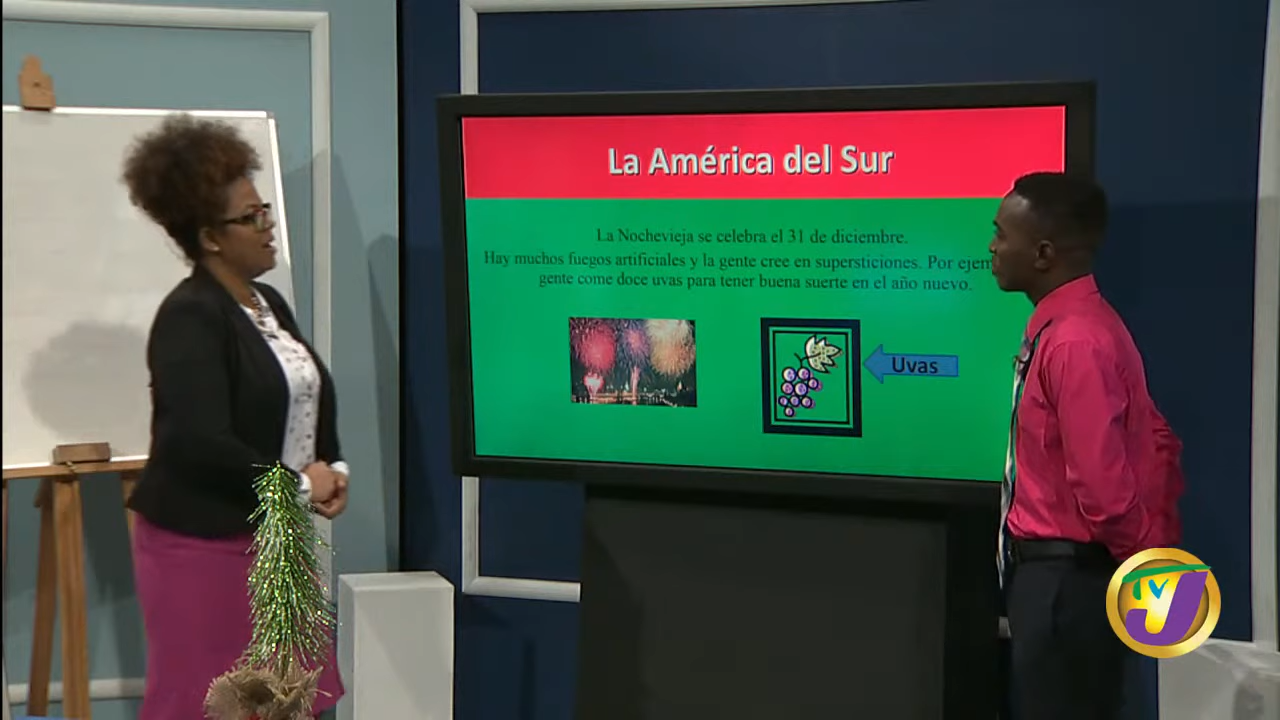 La América del Sur
La Nochevieja se celebra el 31 de diciembre.
Hay muchos fuegos artificiales y la gente cree en supersticiones. Por
gente come doce uvas para tener buena suerte en el año nuevo.
Uvas
TVJ